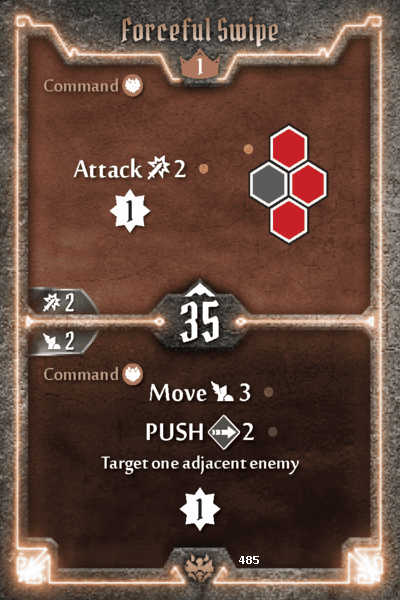 Forceful Swipe
1
Command
Attack 2
1
2
35
2
Command
Move 3
PUSH 2
Target one adjacent enemy
1
485